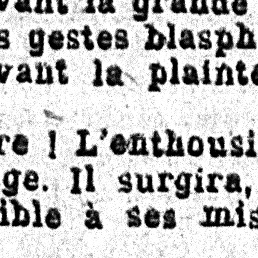 vant la grande
s gestes blasph
vant la plainte
re ! L'enthousi
ge. Il surgira,
ible à ses mis